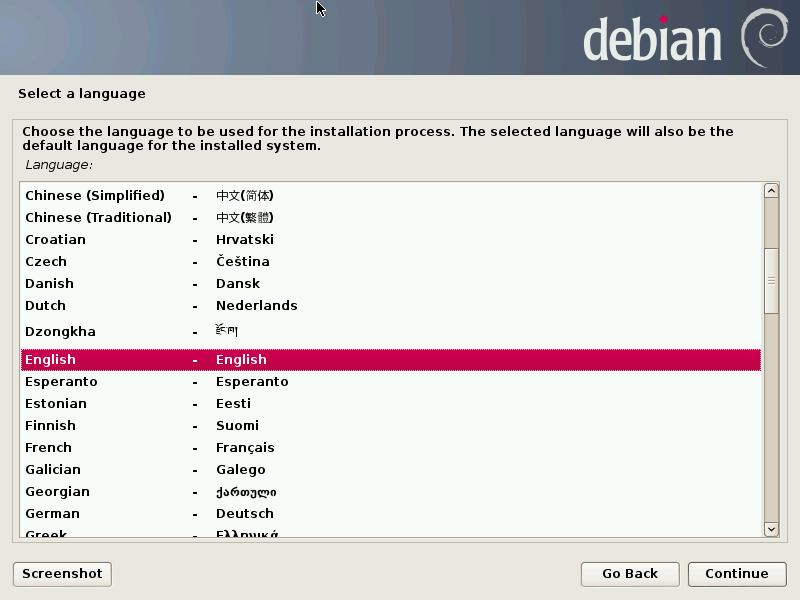 debian
Select a language
Choose the language to be used for the installation process. The selected language will also be the
default language for the installed system.
Language:
Chinese (Simplified) - 中文(简体)
Chinese (Traditional) - 中文(繁體)
Croatian - Hrvatski
Czech - Čeština
Danish - Dansk
Dutch - Nederlands
Dzongkha - རྫོང་ཁ།
English - English
Esperanto - Esperanto
Estonian - Eesti
Finnish - Suomi
French - Français
Galician - Galego
Georgian - ქართული
German - Deutsch
Greek - Ελληνικά
Screenshot Go Back Continue